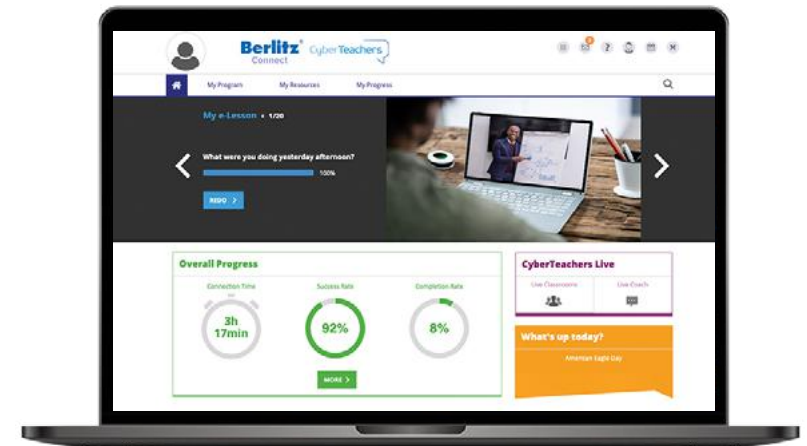 Berlitz® CyberTeachers
Connect
?
My Program My Resources My Progress
My e-Lesson • 1/20
What were you doing yesterday afternoon?
100%
REDO >
Overall Progress
Connection Time Success Rate Completion Rate
3h
17min
92%
8%
MORE >
CyberTeachers Live
Live Classrooms Live Coach
What's up today?
American Eagle Day